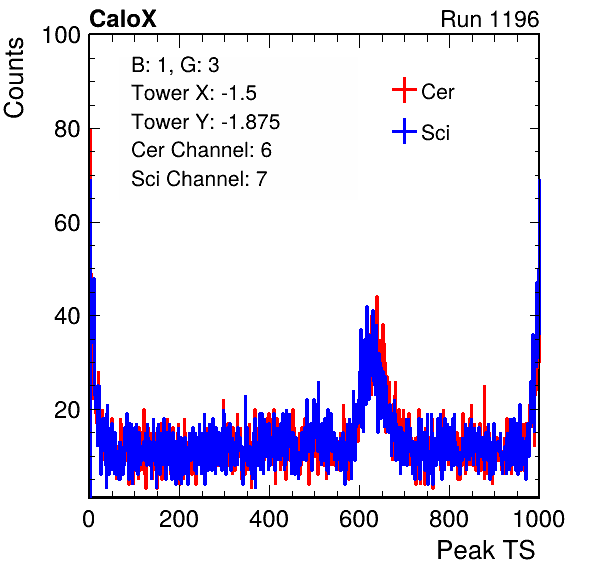 CaloX
Run 1196
Counts
100
80
60
40
20
B: 1, G: 3
Tower X: -1.5
Tower Y: -1.875
Cer Channel: 6
Sci Channel: 7
Cer
Sci
0 200 400 600 800 1000
Peak TS